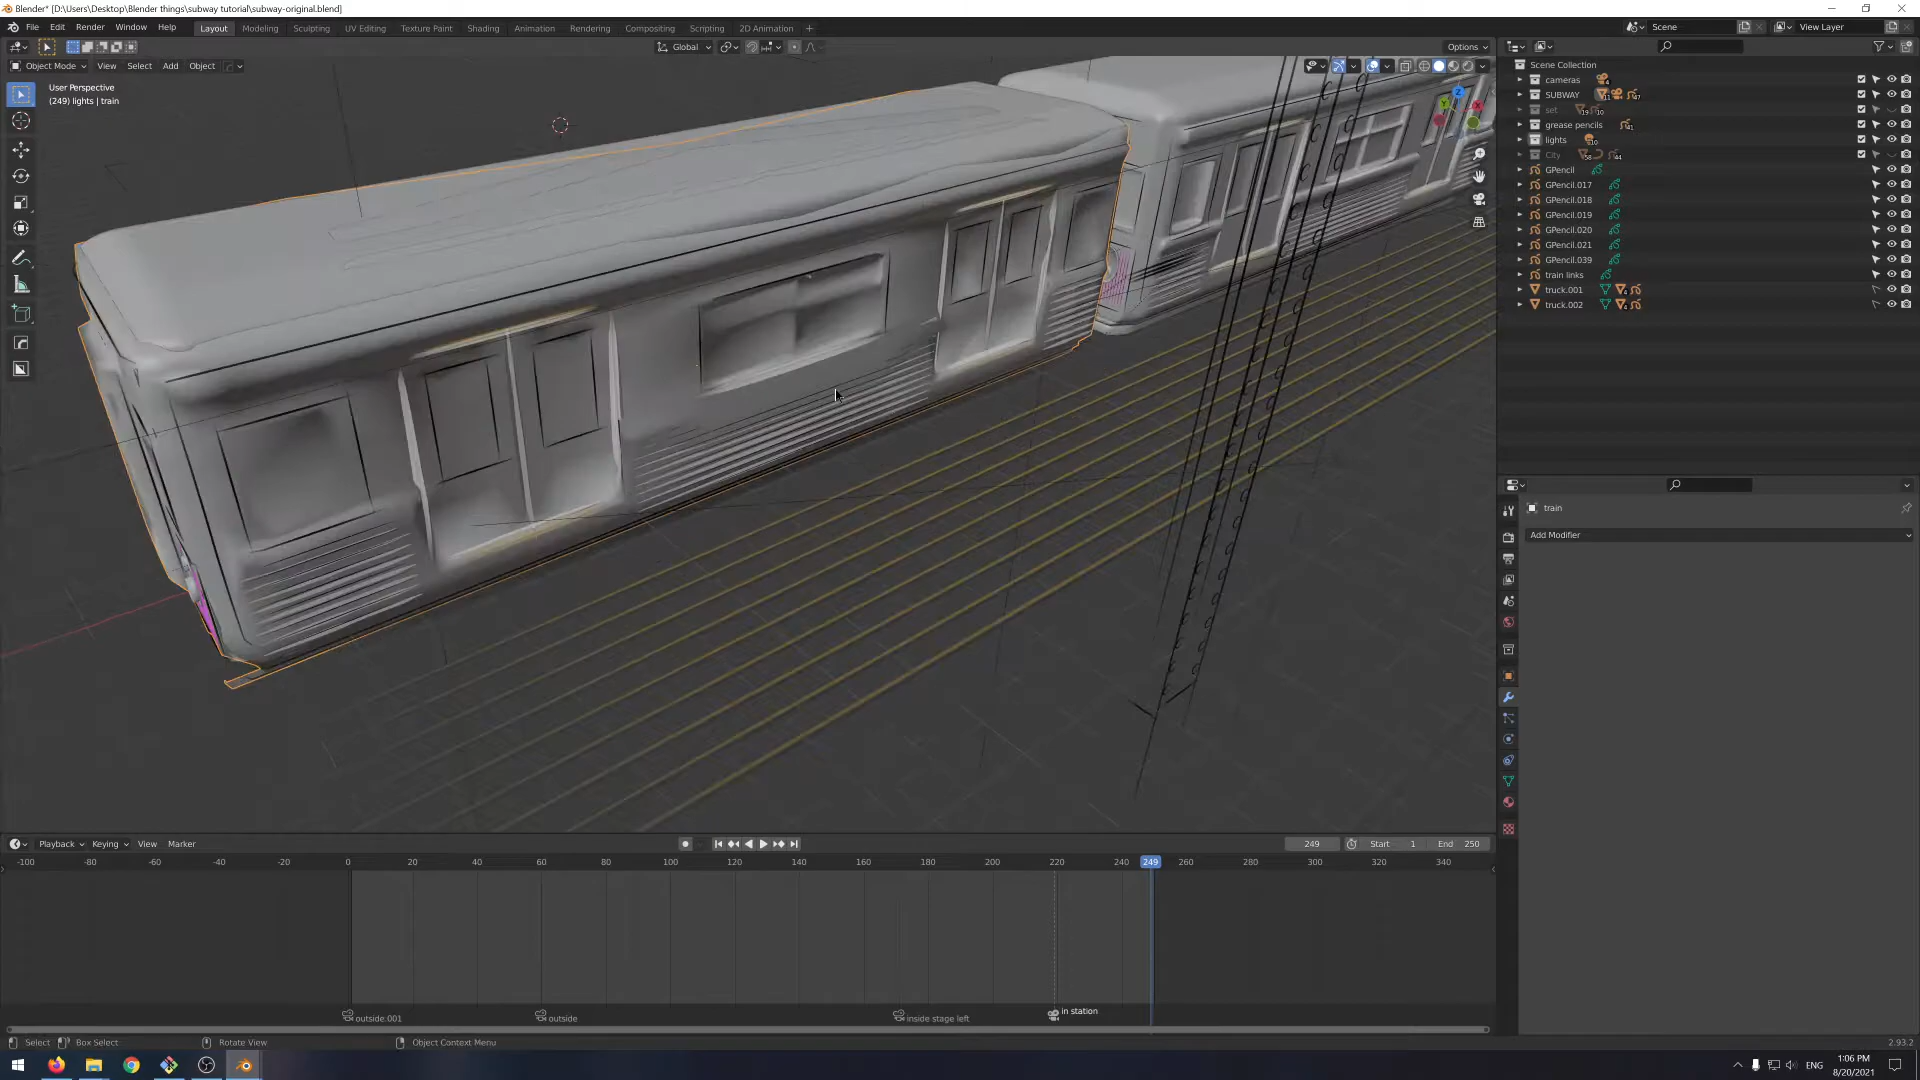 Blender* [D:\Users\Desktop\Blender things\subway tutorial\subway-original.blend]
File Edit Render Window Help Layout Modeling Sculpting UV Editing Texture Paint Shading Animation Rendering Compositing Scripting 2D Animation + Scene View Layer
Global Options
Object Mode View Select Add Object
User Perspective
(249) lights | train
Scene Collection
cameras
SUBWAY
set
grease pencils
lights
City
GPencil
GPencil.017
GPencil.018
GPencil.019
GPencil.020
GPencil.021
GPencil.039
train links
truck.001
truck.002
train
Add Modifier
Playback Keying View Marker 249 Start 1 End 250
-100 -80 -60 -40 -20 0 20 40 60 80 100 120 140 160 180 200 220 240 249 260 280 300 320 340
outside.001 outside inside stage left in station
Select Box Select Rotate View Object Context Menu 2.93.2
ENG 1:06 PM
8/20/2021